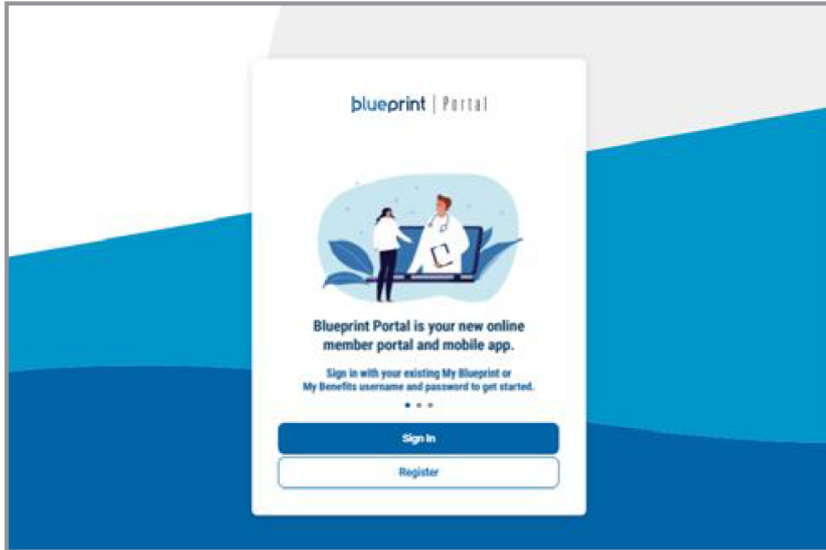 blueprint | Portal
Blueprint Portal is your new online
member portal and mobile app.
Sign in with your existing My Blueprint or
My Benefits username and password to get started.
Sign In
Register